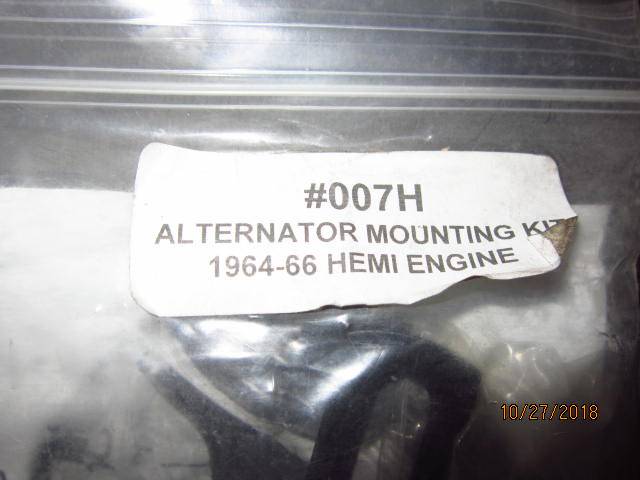 #007H
ALTERNATOR MOUNTING KIT
1964-66 HEMI ENGINE
10/27/2018